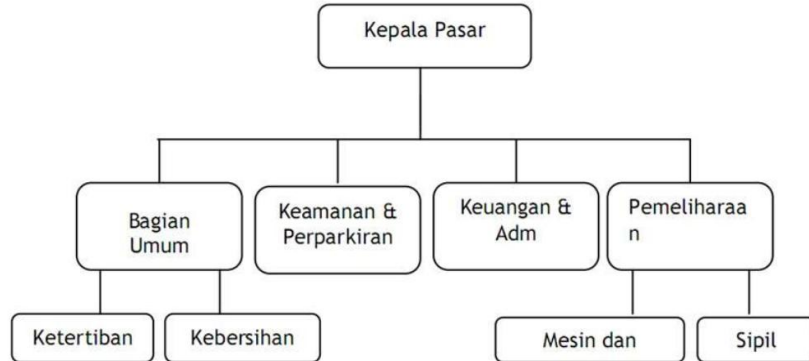 Kepala Pasar
Bagian
Umum
Keamanan &
Perparkiran
Keuangan &
Adm
Pemeliharaa
n
Ketertiban
Kebersihan
Mesin dan
Sipil